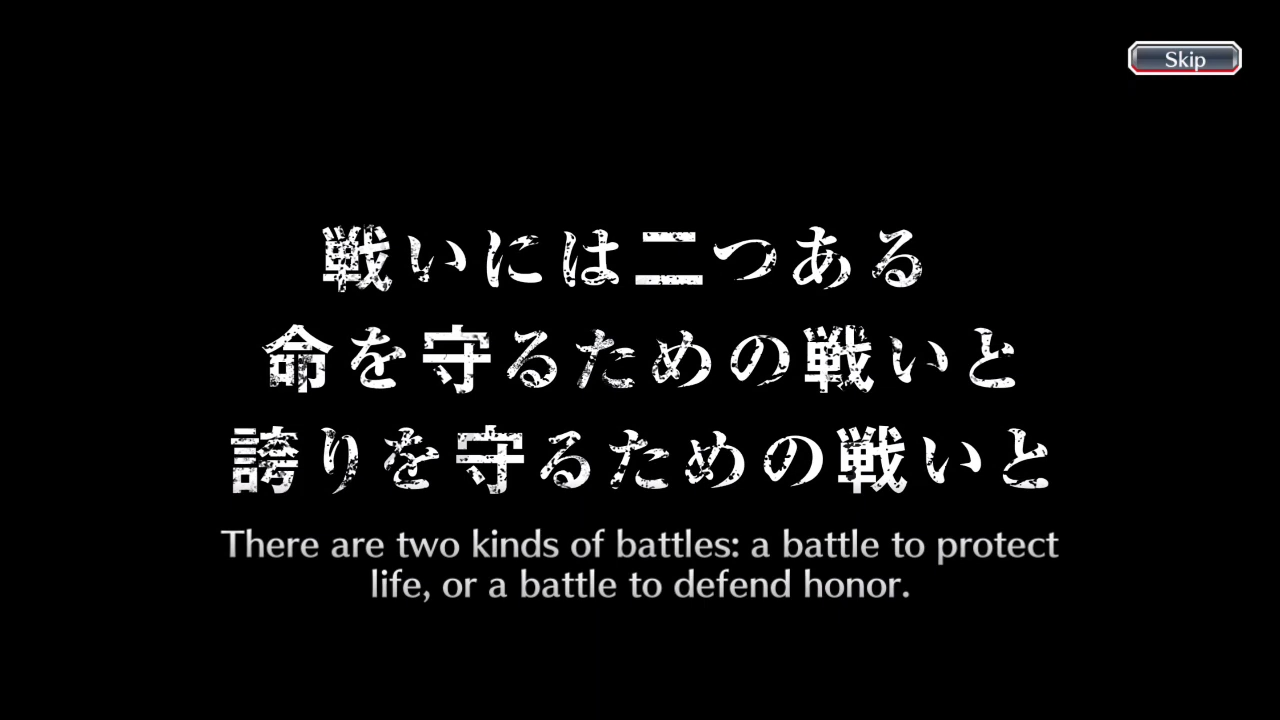 Skip
戦いには二つある
命を守るための戦いと
誇りを守るための戦いと
There are two kinds of battles: a battle to protect
life, or a battle to defend honor.